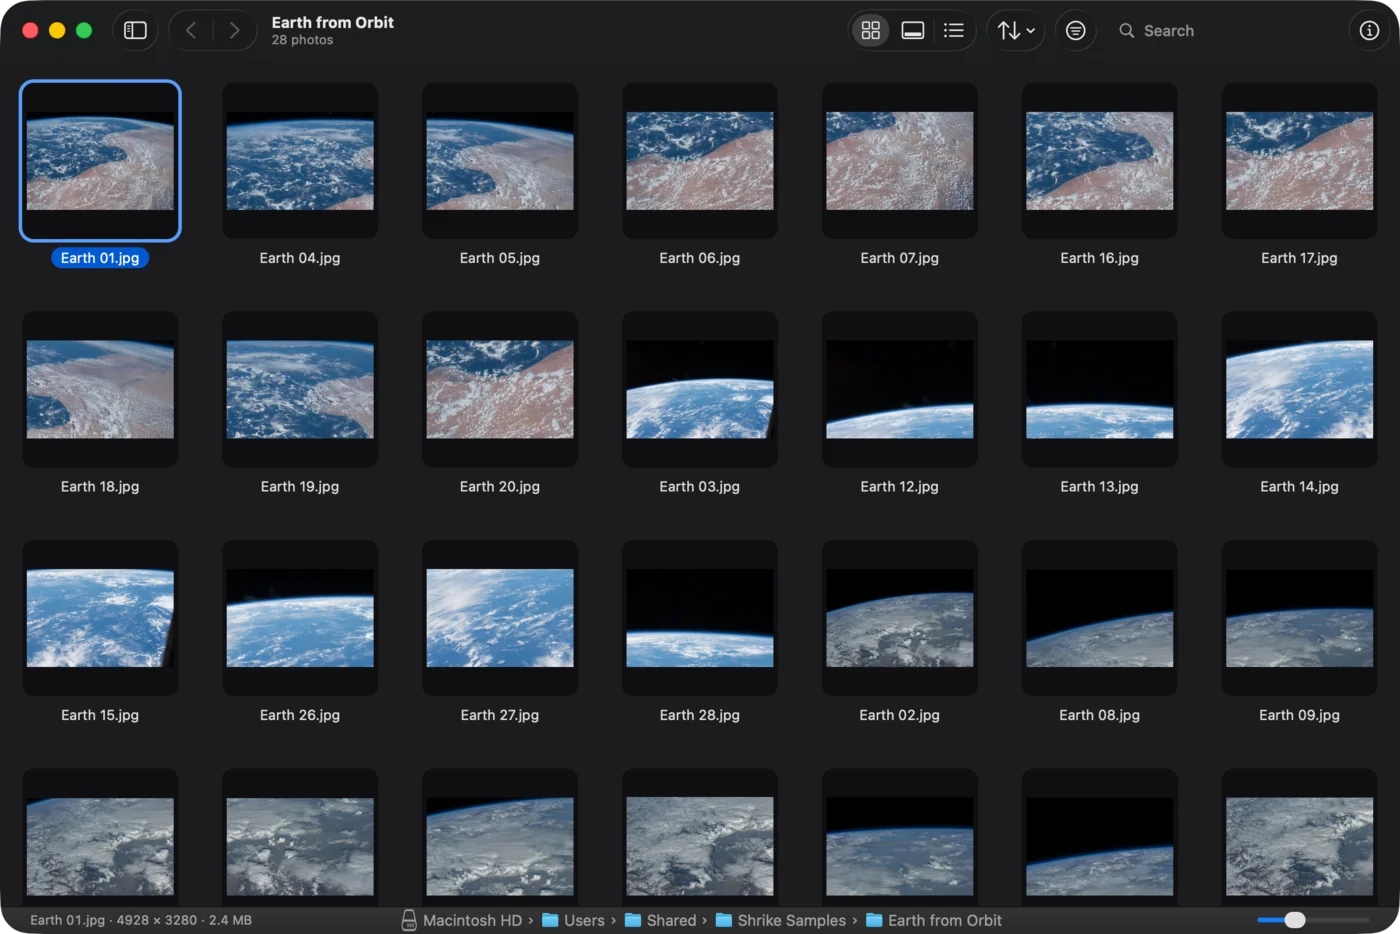 Earth from Orbit
28 photos
Search
Earth 01.jpg
Earth 04.jpg
Earth 05.jpg
Earth 06.jpg
Earth 07.jpg
Earth 16.jpg
Earth 17.jpg
Earth 18.jpg
Earth 19.jpg
Earth 20.jpg
Earth 03.jpg
Earth 12.jpg
Earth 13.jpg
Earth 14.jpg
Earth 15.jpg
Earth 26.jpg
Earth 27.jpg
Earth 28.jpg
Earth 02.jpg
Earth 08.jpg
Earth 09.jpg
Earth 01.jpg · 4928 × 3280 · 2.4 MB
Macintosh HD › Users › Shared › Shrike Samples › Earth from Orbit